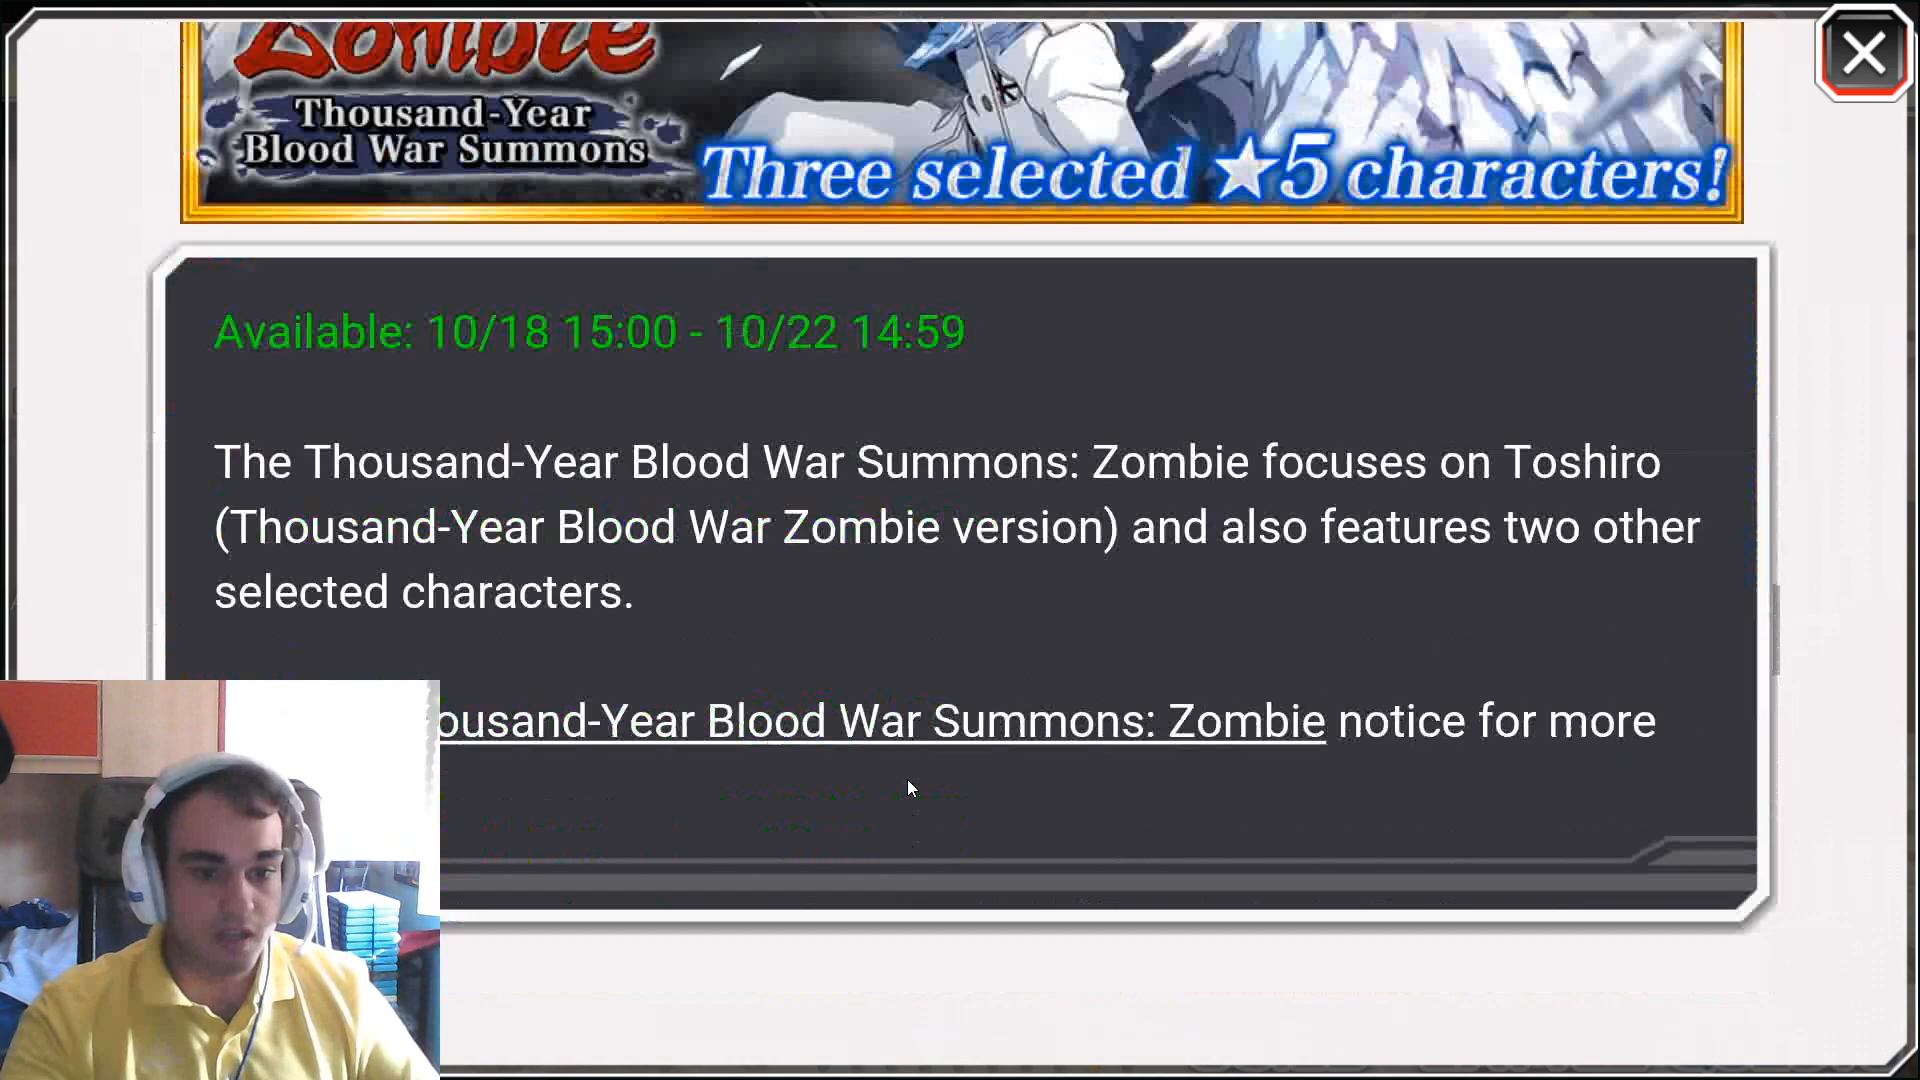 Zombie
Thousand-Year
Blood War Summons
Three selected ★5 characters!
Available: 10/18 15:00 - 10/22 14:59
The Thousand-Year Blood War Summons: Zombie focuses on Toshiro
(Thousand-Year Blood War Zombie version) and also features two other
selected characters.
ousand-Year Blood War Summons: Zombie notice for more